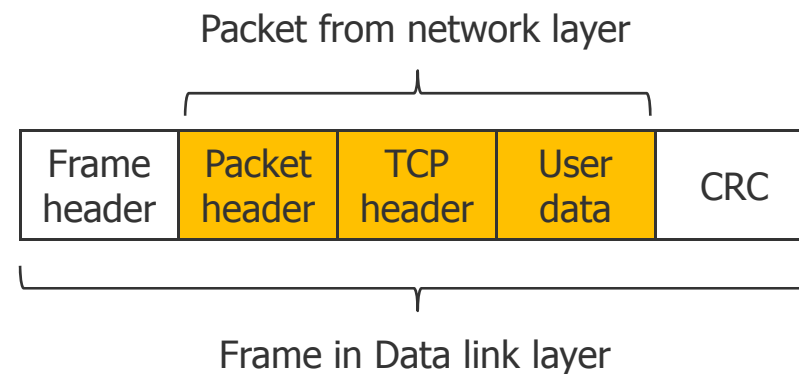 Packet from network layer
Frame header
Packet header
TCP header
User data
CRC
Frame in Data link layer